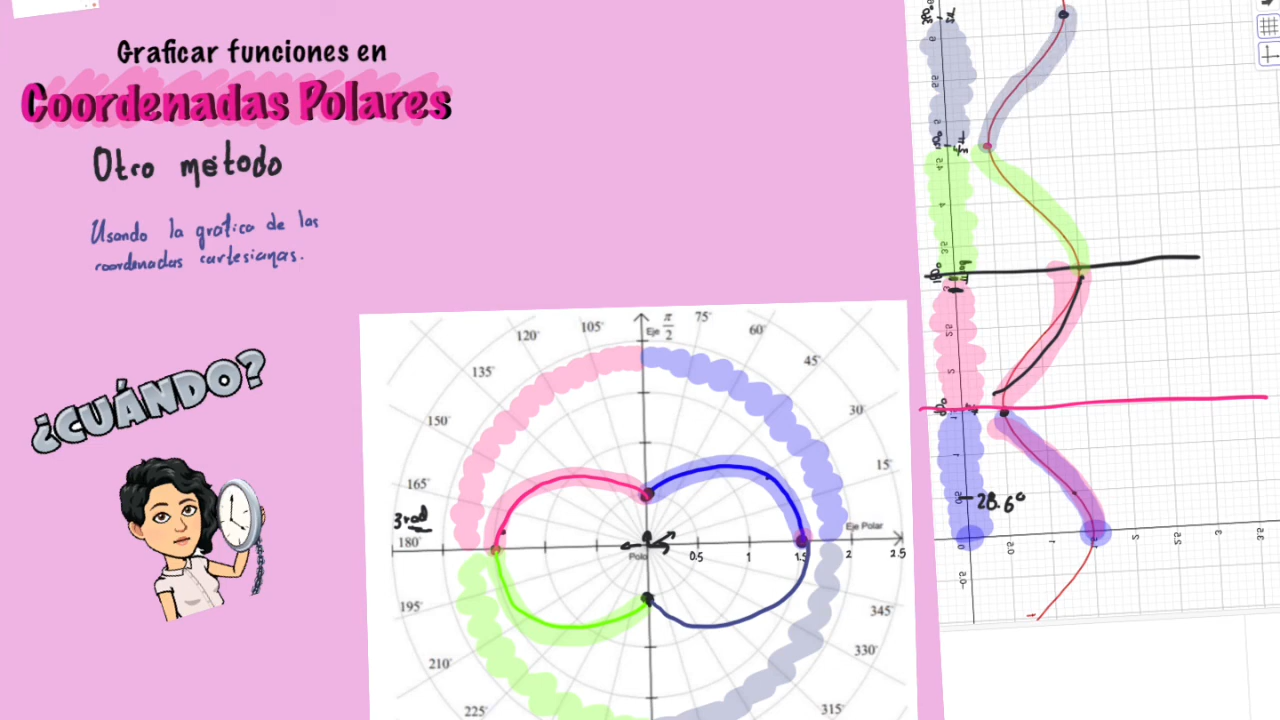 Graficar funciones en
Coordenadas Polares
Otro método
Usando la gráfica de las
coordenadas cartesianas.
¿CUÁNDO?
Eje π/2
75°
60°
45
30
15°
Eje Polar
345°
330°
315°
105°
120°
135°
150°
165°
3 rad
180°
195°
210°
225°
Polo
0.5
1
1.5
2
2.5
28.6°